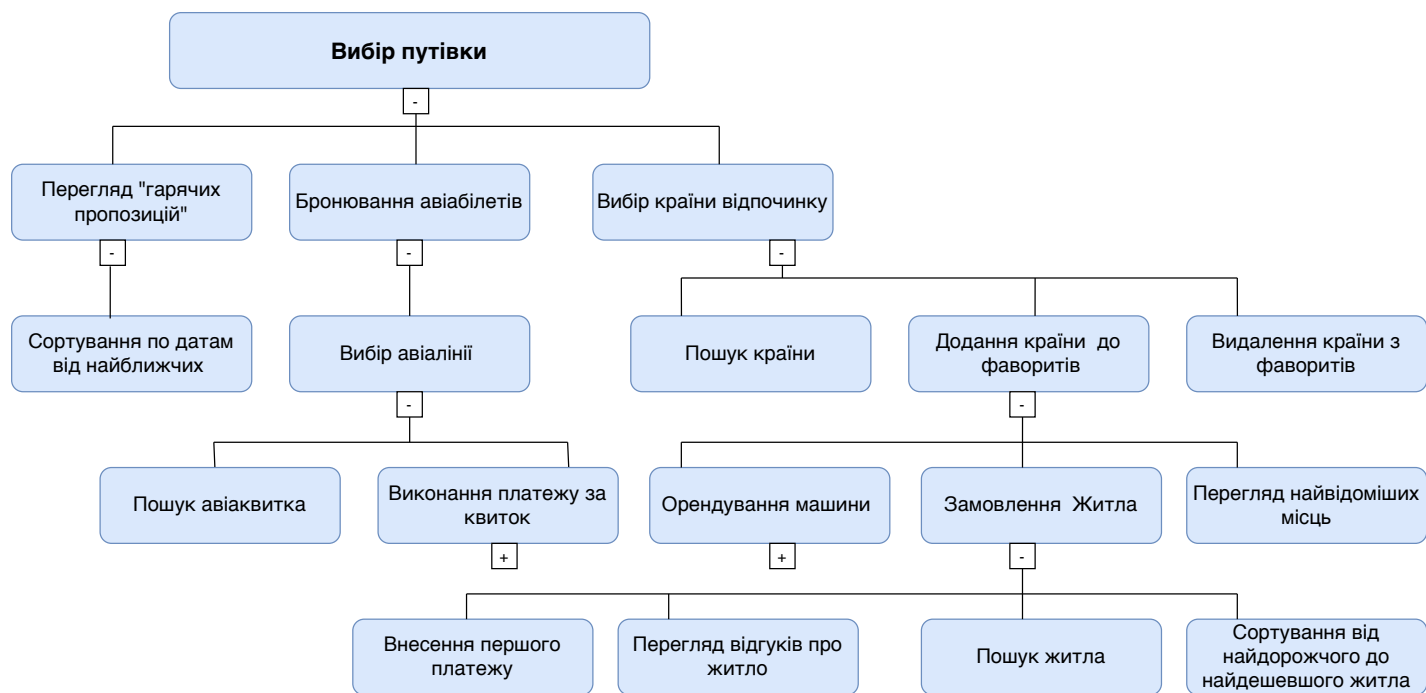 Вибір путівки
-
Перегляд "гарячих
пропозицій"
Бронювання авіабілетів
Вибір країни відпочинку
-
-
-
Сортування по датам
від найближчих
Вибір авіалінії
Пошук країни
Додання країни до
фаворитів
Видалення країни з
фаворитів
-
-
Пошук авіаквитка
Виконання платежу за
квиток
Орендування машини
Замовлення Житла
Перегляд найвідоміших
місць
+
+
-
Внесення першого
платежу
Перегляд відгуків про
житло
Пошук житла
Сортування від
найдорожчого до
найдешевшого житла